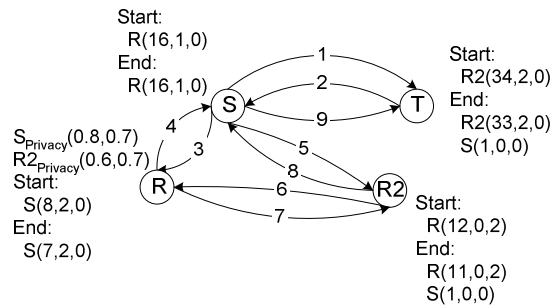 Start:
R(16,1,0)
End:
R(16,1,0)
1
2
9
S
T
Start:
R2(34,2,0)
End:
R2(33,2,0)
S(1,0,0)
4
3
5
8
6
7
S_Privacy(0.8,0.7)
R2_Privacy(0.6,0.7)
Start:
S(8,2,0)
End:
S(7,2,0)
R
R2
Start:
R(12,0,2)
End:
R(11,0,2)
S(1,0,0)